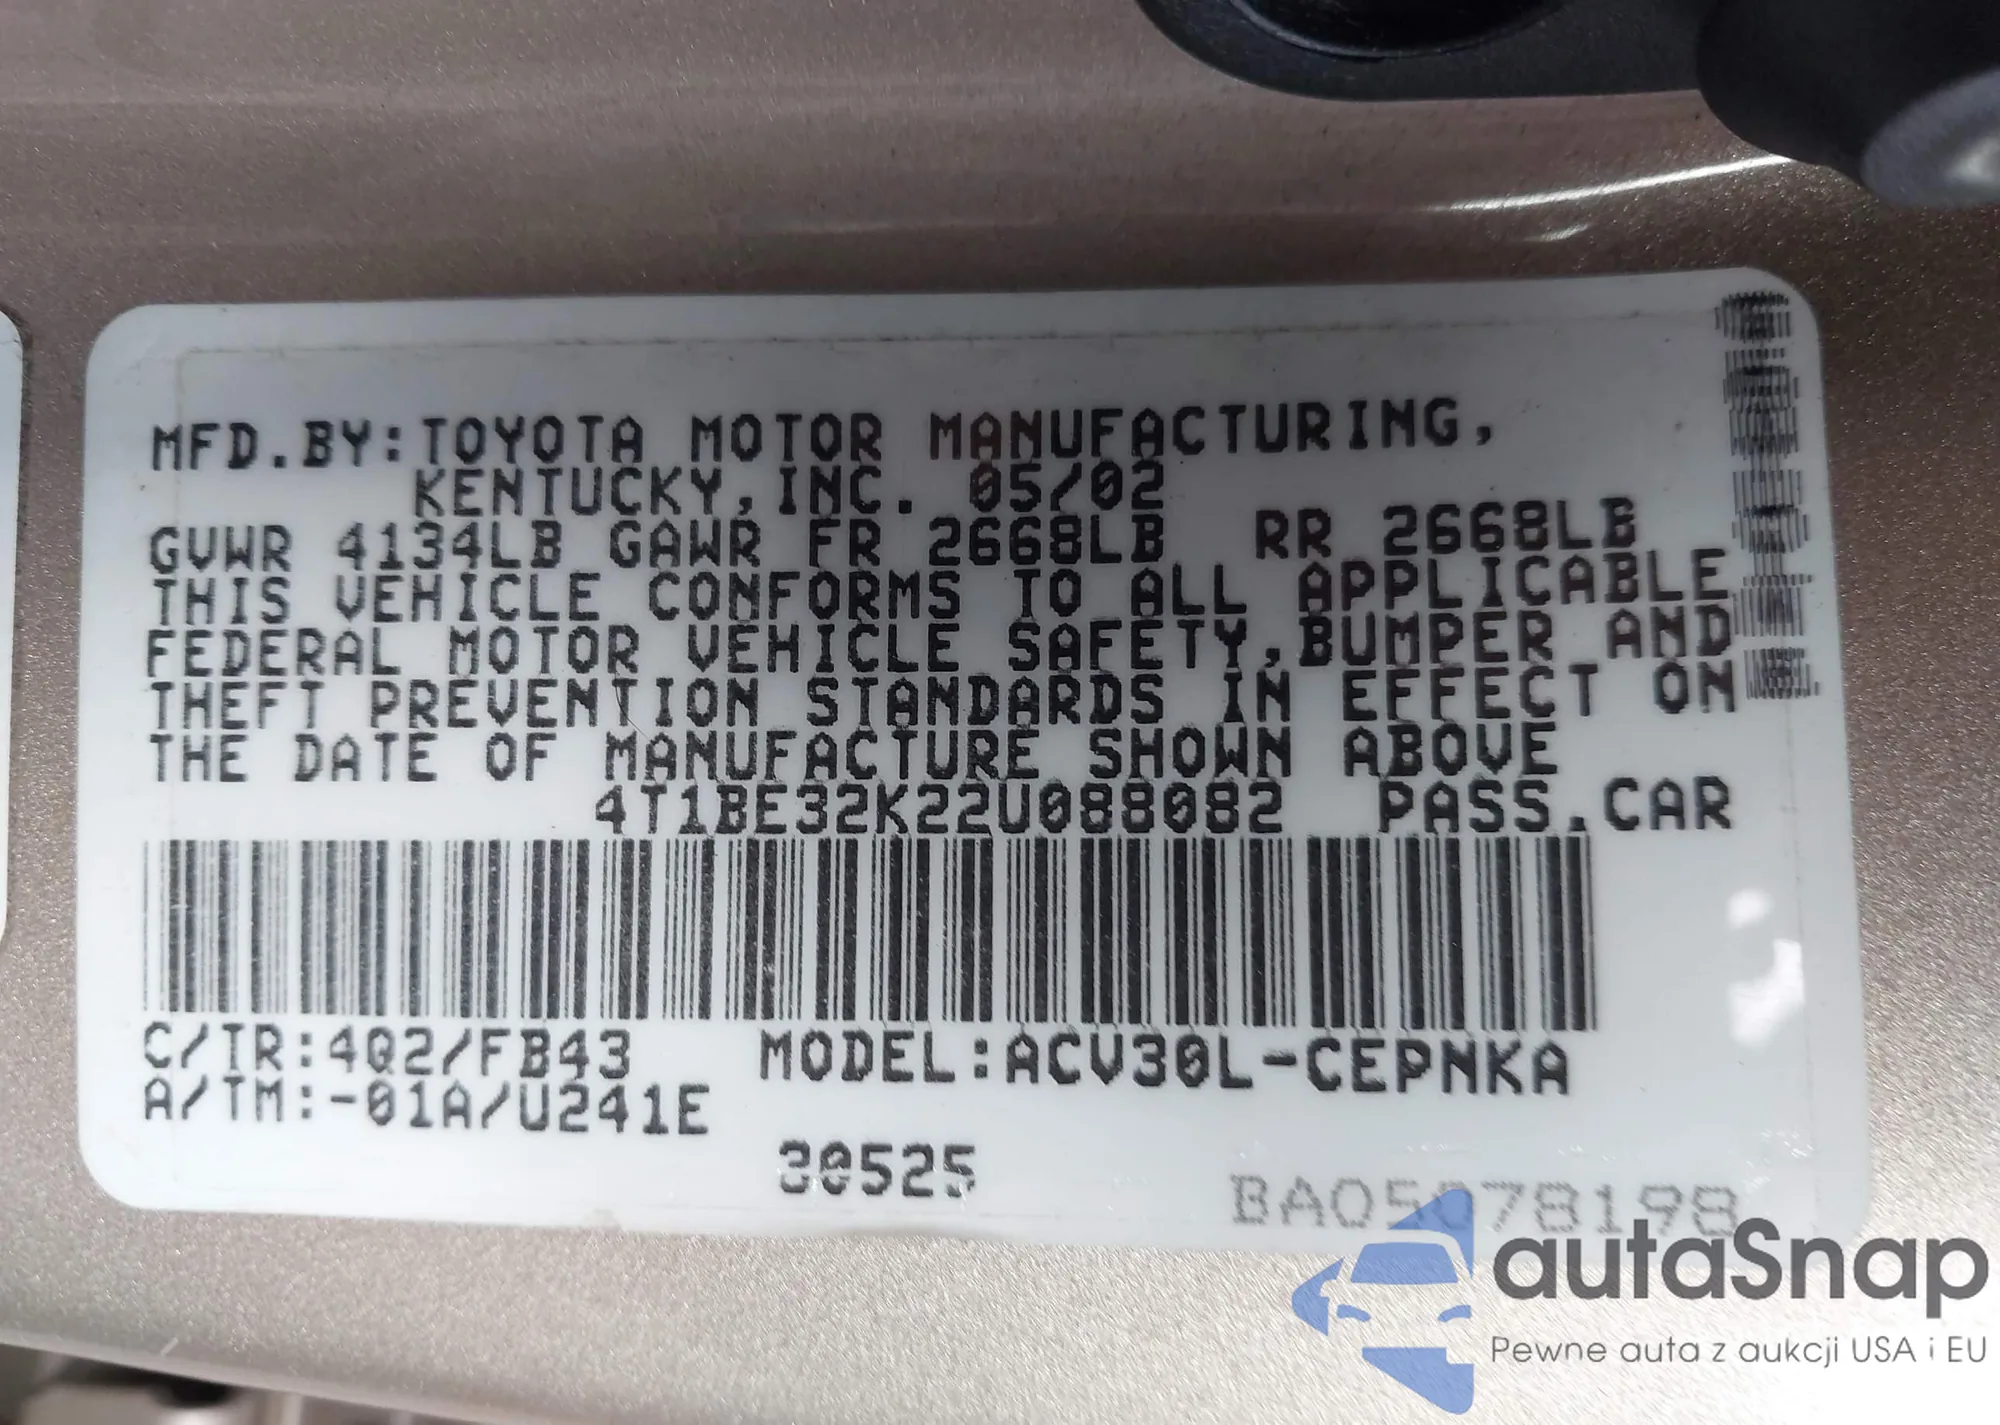 MFD.BY:TOYOTA MOTOR MANUFACTURING,
KENTUCKY,INC. 05/02
GVWR 4134LB GAWR FR 2668LB RR 2668LB
THIS VEHICLE CONFORMS TO ALL APPLICABLE
FEDERAL MOTOR VEHICLE SAFETY,BUMPER AND
THEFT PREVENTION STANDARDS IN EFFECT ON
THE DATE OF MANUFACTURE SHOWN ABOVE
4T1BE32K22U088082 PASS.CAR
C/TR:4Q2/FB43 MODEL:ACV30L-CEPNKA
A/TM:-01A/U241E
30525
autaSnap
Pewne auta z aukcji USA i EU